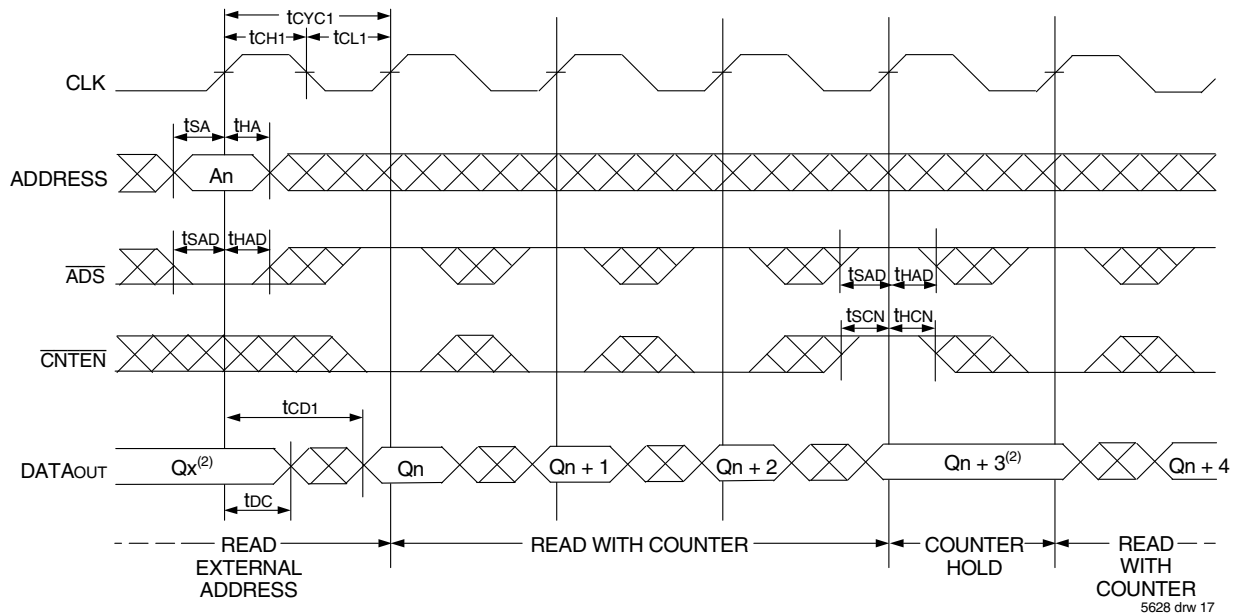 tCYC1
tCH1 tCL1
CLK
tSA tHA
ADDRESS An
tSAD tHAD
ADS
tSAD tHAD
tSCN tHCN
CNTEN
tCD1
DATAOUT Qx(2) Qn Qn + 1 Qn + 2 Qn + 3(2) Qn + 4
tDC
READ EXTERNAL ADDRESS
READ WITH COUNTER
COUNTER HOLD
READ WITH COUNTER
5628 drw 17